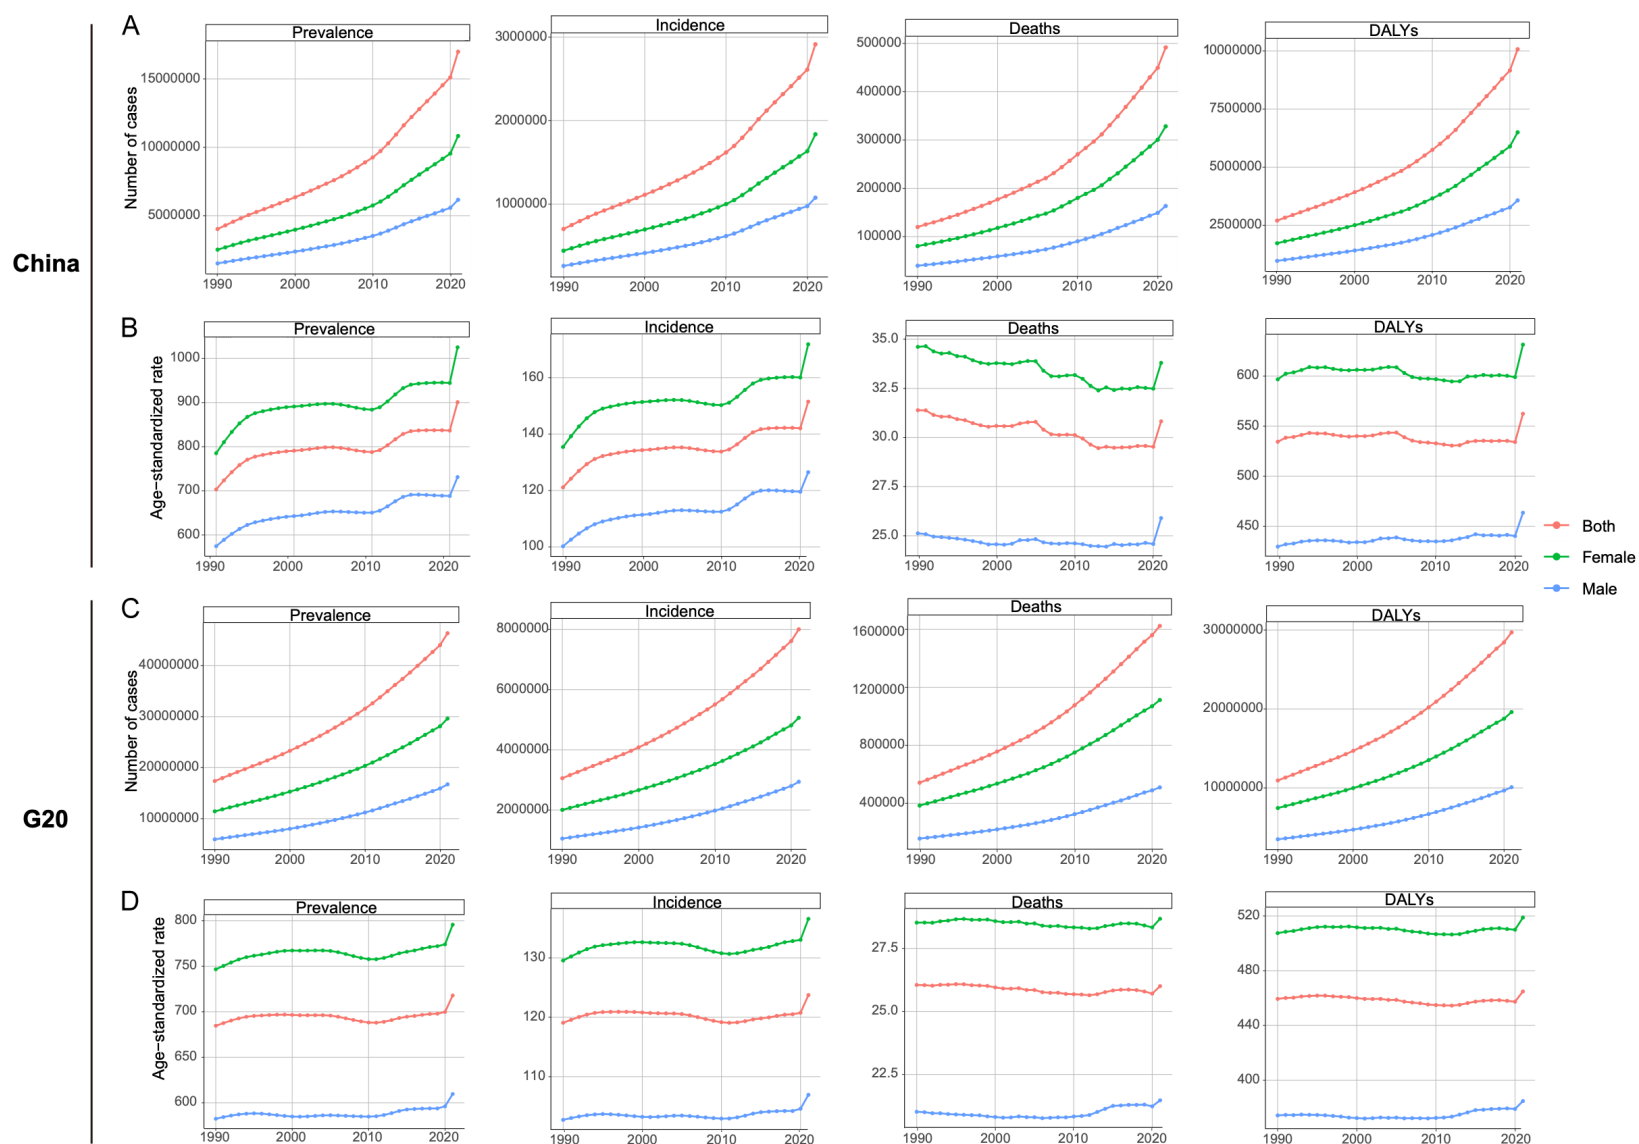 A
Prevalence
Number of cases
15000000
10000000
5000000
1990 2000 2010 2020
Incidence
3000000
2000000
1000000
1990 2000 2010 2020
Deaths
500000
400000
300000
200000
100000
1990 2000 2010 2020
DALYs
10000000
7500000
5000000
2500000
1990 2000 2010 2020
China
B
Prevalence
Age−standardized rate
1000
900
800
700
600
1990 2000 2010 2020
Incidence
160
140
120
100
1990 2000 2010 2020
Deaths
35.0
32.5
30.0
27.5
25.0
1990 2000 2010 2020
DALYs
600
550
500
450
1990 2000 2010 2020
Both
Female
Male
C
Prevalence
Number of cases
40000000
30000000
20000000
10000000
1990 2000 2010 2020
Incidence
8000000
6000000
4000000
2000000
1990 2000 2010 2020
Deaths
1600000
1200000
800000
400000
1990 2000 2010 2020
DALYs
30000000
20000000
10000000
1990 2000 2010 2020
G20
D
Prevalence
Age−standardized rate
800
750
700
650
600
1990 2000 2010 2020
Incidence
130
120
110
1990 2000 2010 2020
Deaths
27.5
25.0
22.5
1990 2000 2010 2020
DALYs
520
480
440
400
1990 2000 2010 2020